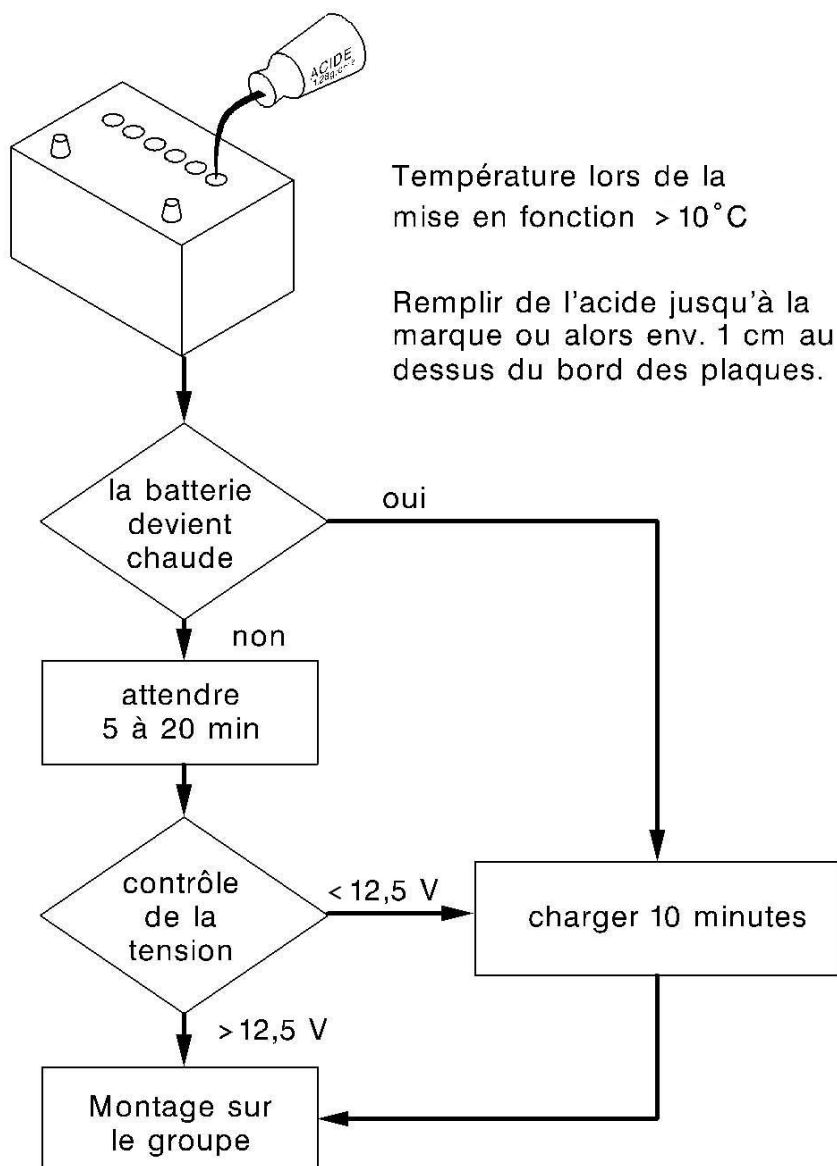 ACIDE
Température lors de la
mise en fonction > 10°C
Remplir de l'acide jusqu'à la
marque ou alors env. 1 cm au
dessus du bord des plaques.
la batterie
devient
chaude
oui
non
attendre
5 à 20 min
contrôle
de la
tension
< 12,5 V
charger 10 minutes
> 12,5 V
Montage sur
le groupe